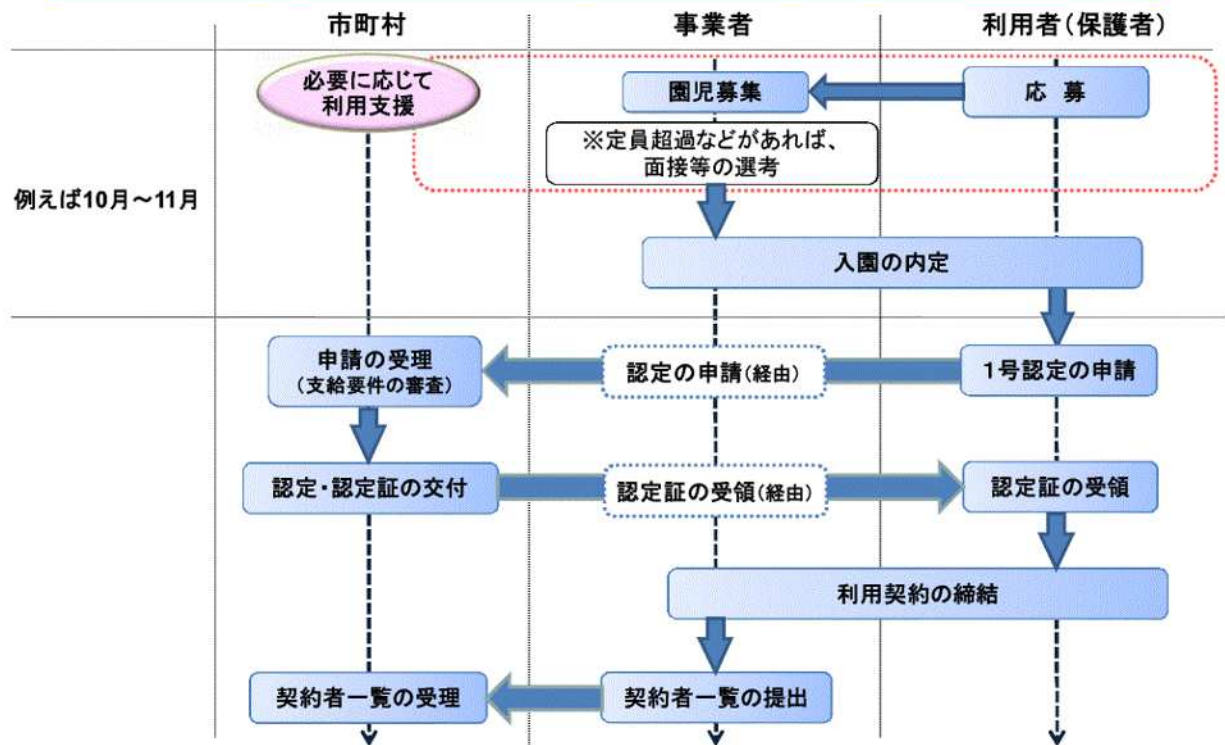 市町村
事業者
利用者(保護者)
必要に応じて
利用支援
園児募集
応 募
※定員超過などがあれば、
面接等の選考
例えば10月～11月
入園の内定
申請の受理
(支給要件の審査)
認定の申請(経由)
1号認定の申請
認定・認定証の交付
認定証の受領(経由)
認定証の受領
利用契約の締結
契約者一覧の受理
契約者一覧の提出